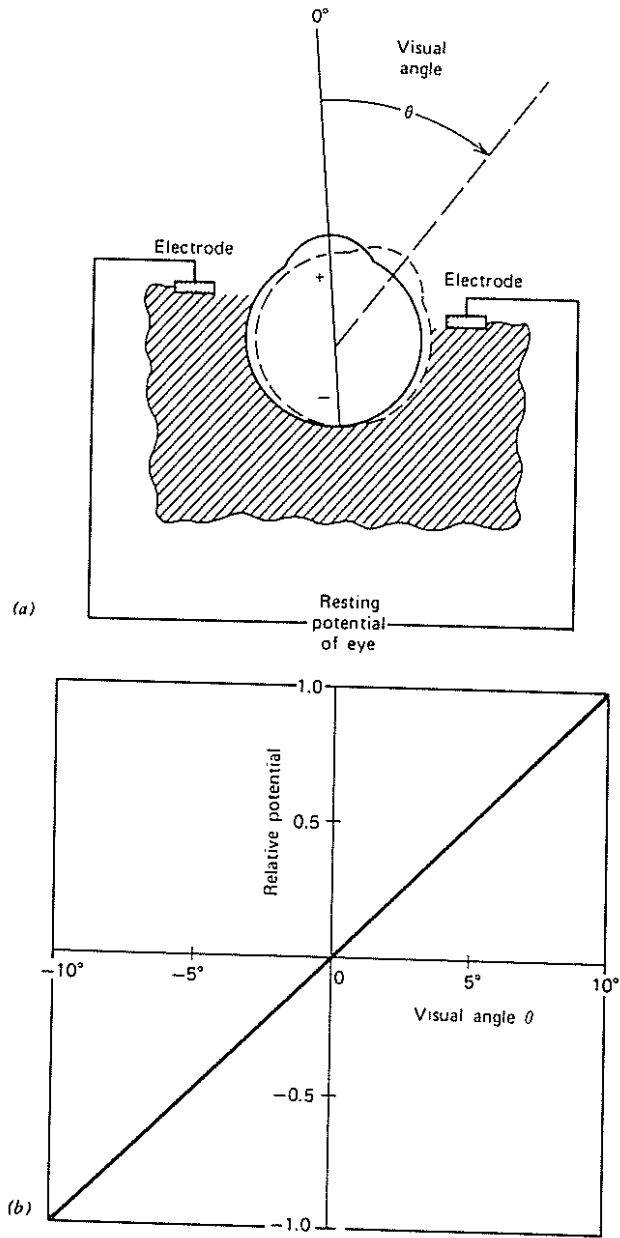 0°
Visual
angle
θ
Electrode
Electrode
+
−
(a)
Resting
potential
of eye
1.0
Relative potential
0.5
−10°
−5°
0
5°
10°
Visual angle θ
−0.5
(b)
−1.0